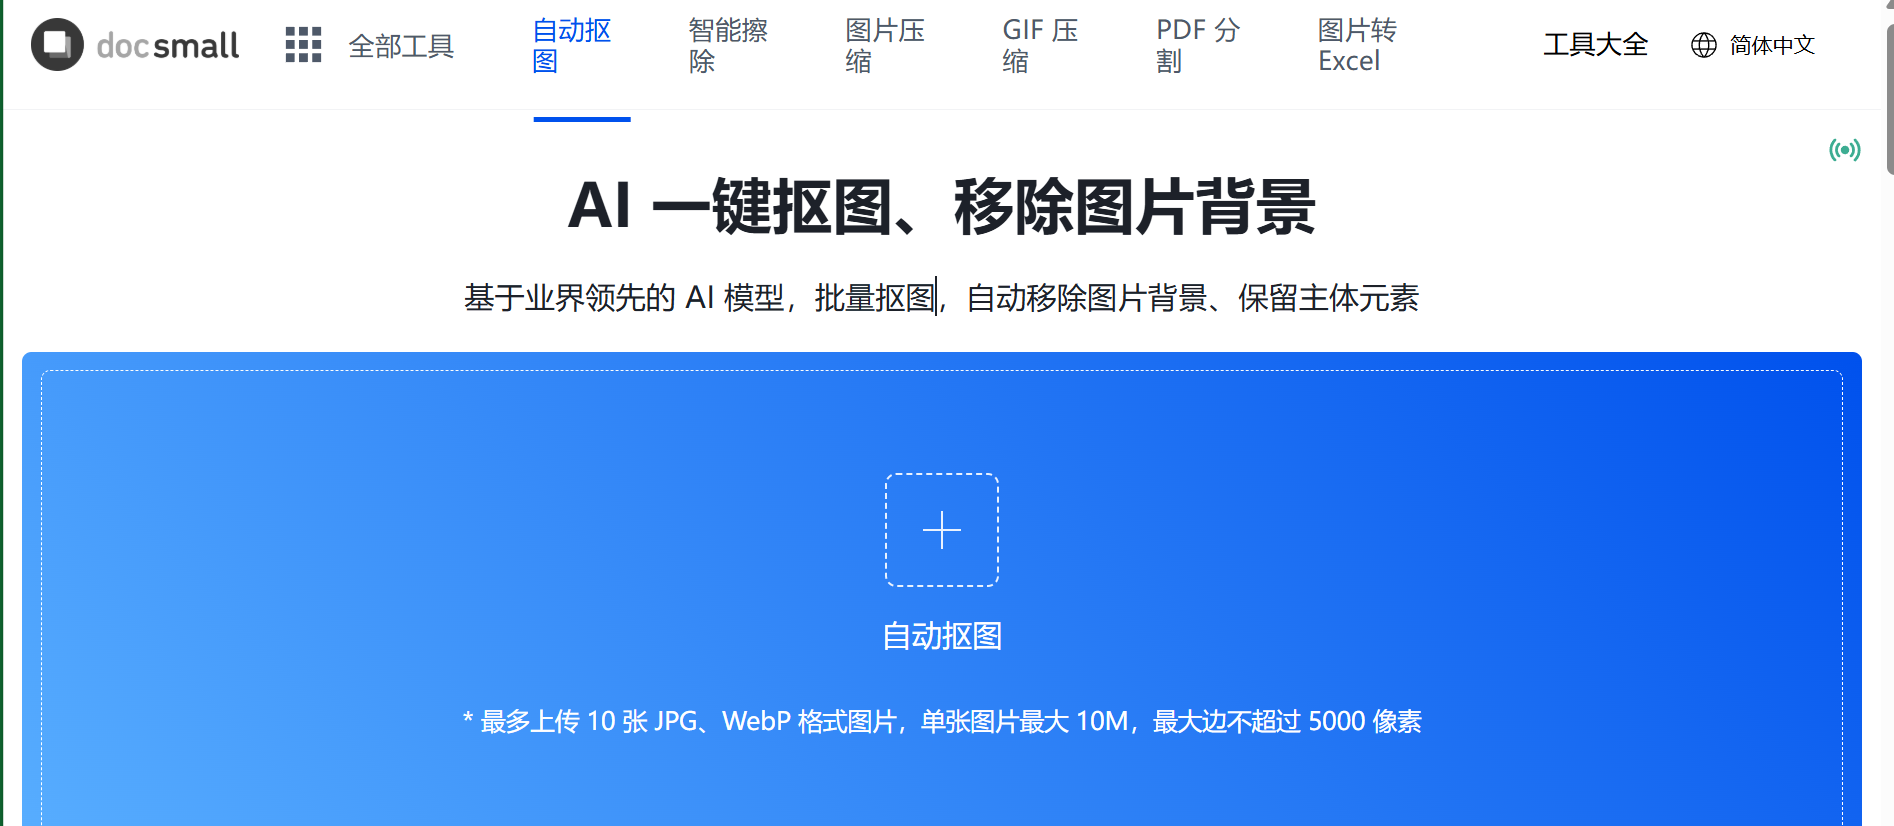 docsmall
全部工具
自动抠
图
智能擦
除
图片压
缩
GIF 压
缩
PDF 分
割
图片转
Excel
工具大全
简体中文
AI 一键抠图、移除图片背景
基于业界领先的 AI 模型，批量抠图，自动移除图片背景、保留主体元素
自动抠图
* 最多上传 10 张 JPG、WebP 格式图片，单张图片最大 10M，最大边不超过 5000 像素